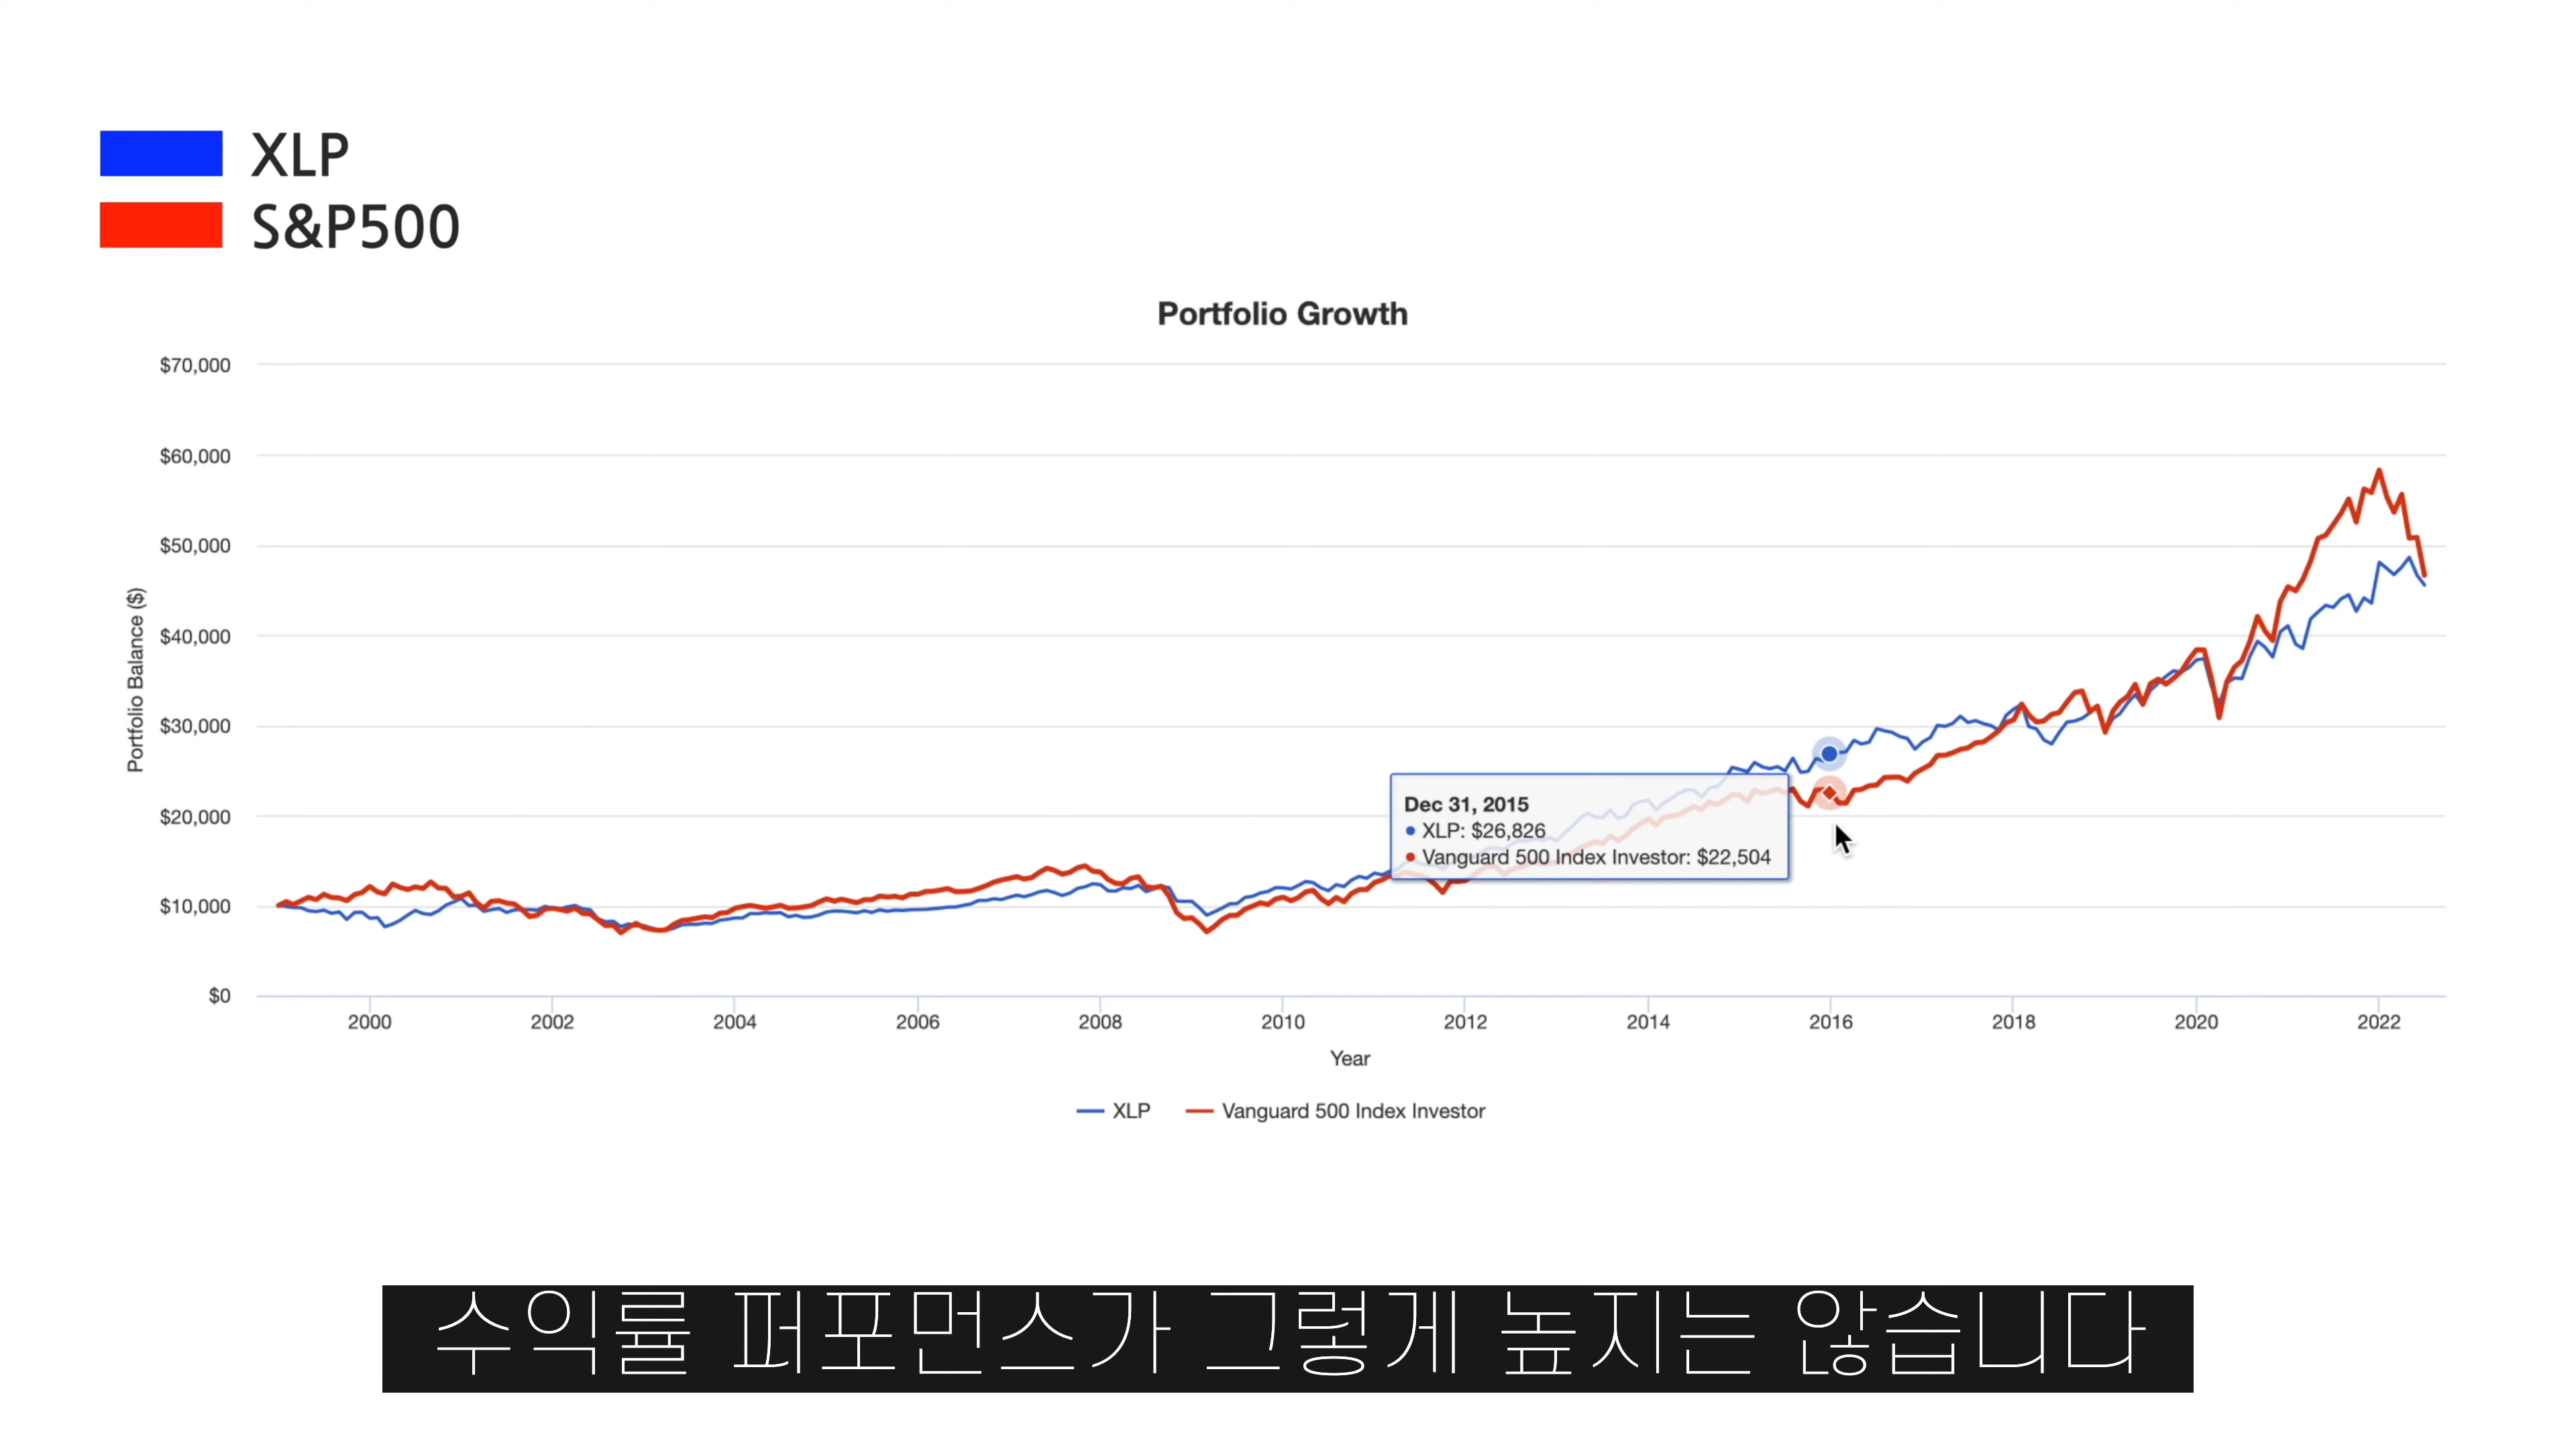 XLP
S&P500
Portfolio Growth
Portfolio Balance ($)
$70,000
$60,000
$50,000
$40,000
$30,000
$20,000
$10,000
$0
Dec 31, 2015
XLP: $26,826
Vanguard 500 Index Investor: $22,504
2000 2002 2004 2006 2008 2010 2012 2014 2016 2018 2020 2022
Year
XLP Vanguard 500 Index Investor
수익률 퍼포먼스가 그렇게 높지는 않습니다